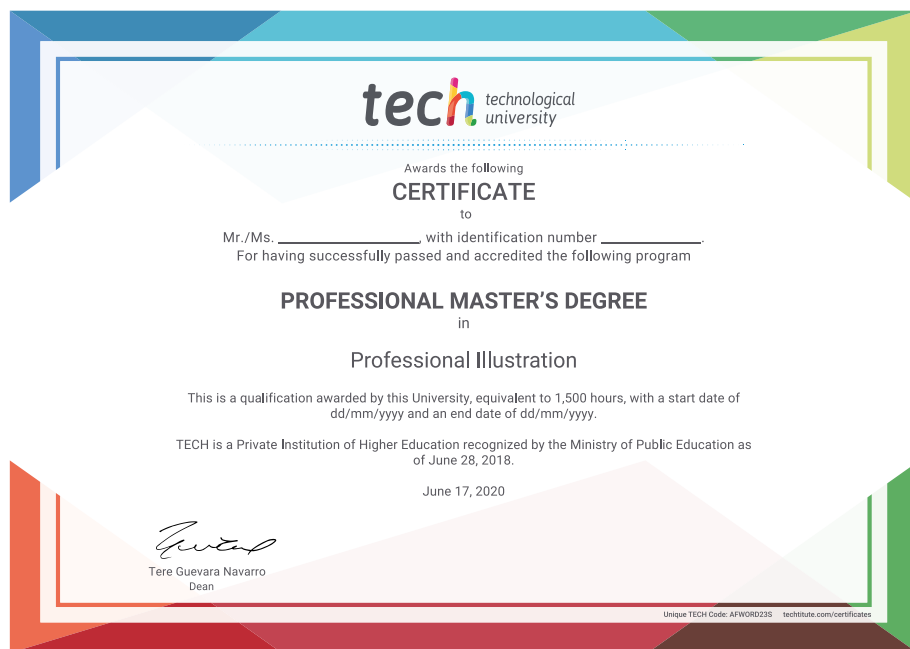 tech technological
university
Awards the following
CERTIFICATE
to
Mr./Ms. ____________________, with identification number ______________.
For having successfully passed and accredited the following program
PROFESSIONAL MASTER'S DEGREE
in
Professional Illustration
This is a qualification awarded by this University, equivalent to 1,500 hours, with a start date of
dd/mm/yyyy and an end date of dd/mm/yyyy.
TECH is a Private Institution of Higher Education recognized by the Ministry of Public Education as
of June 28, 2018.
June 17, 2020
Tere Guevara Navarro
Dean
Unique TECH Code: AFWORD23S techtitute.com/certificates